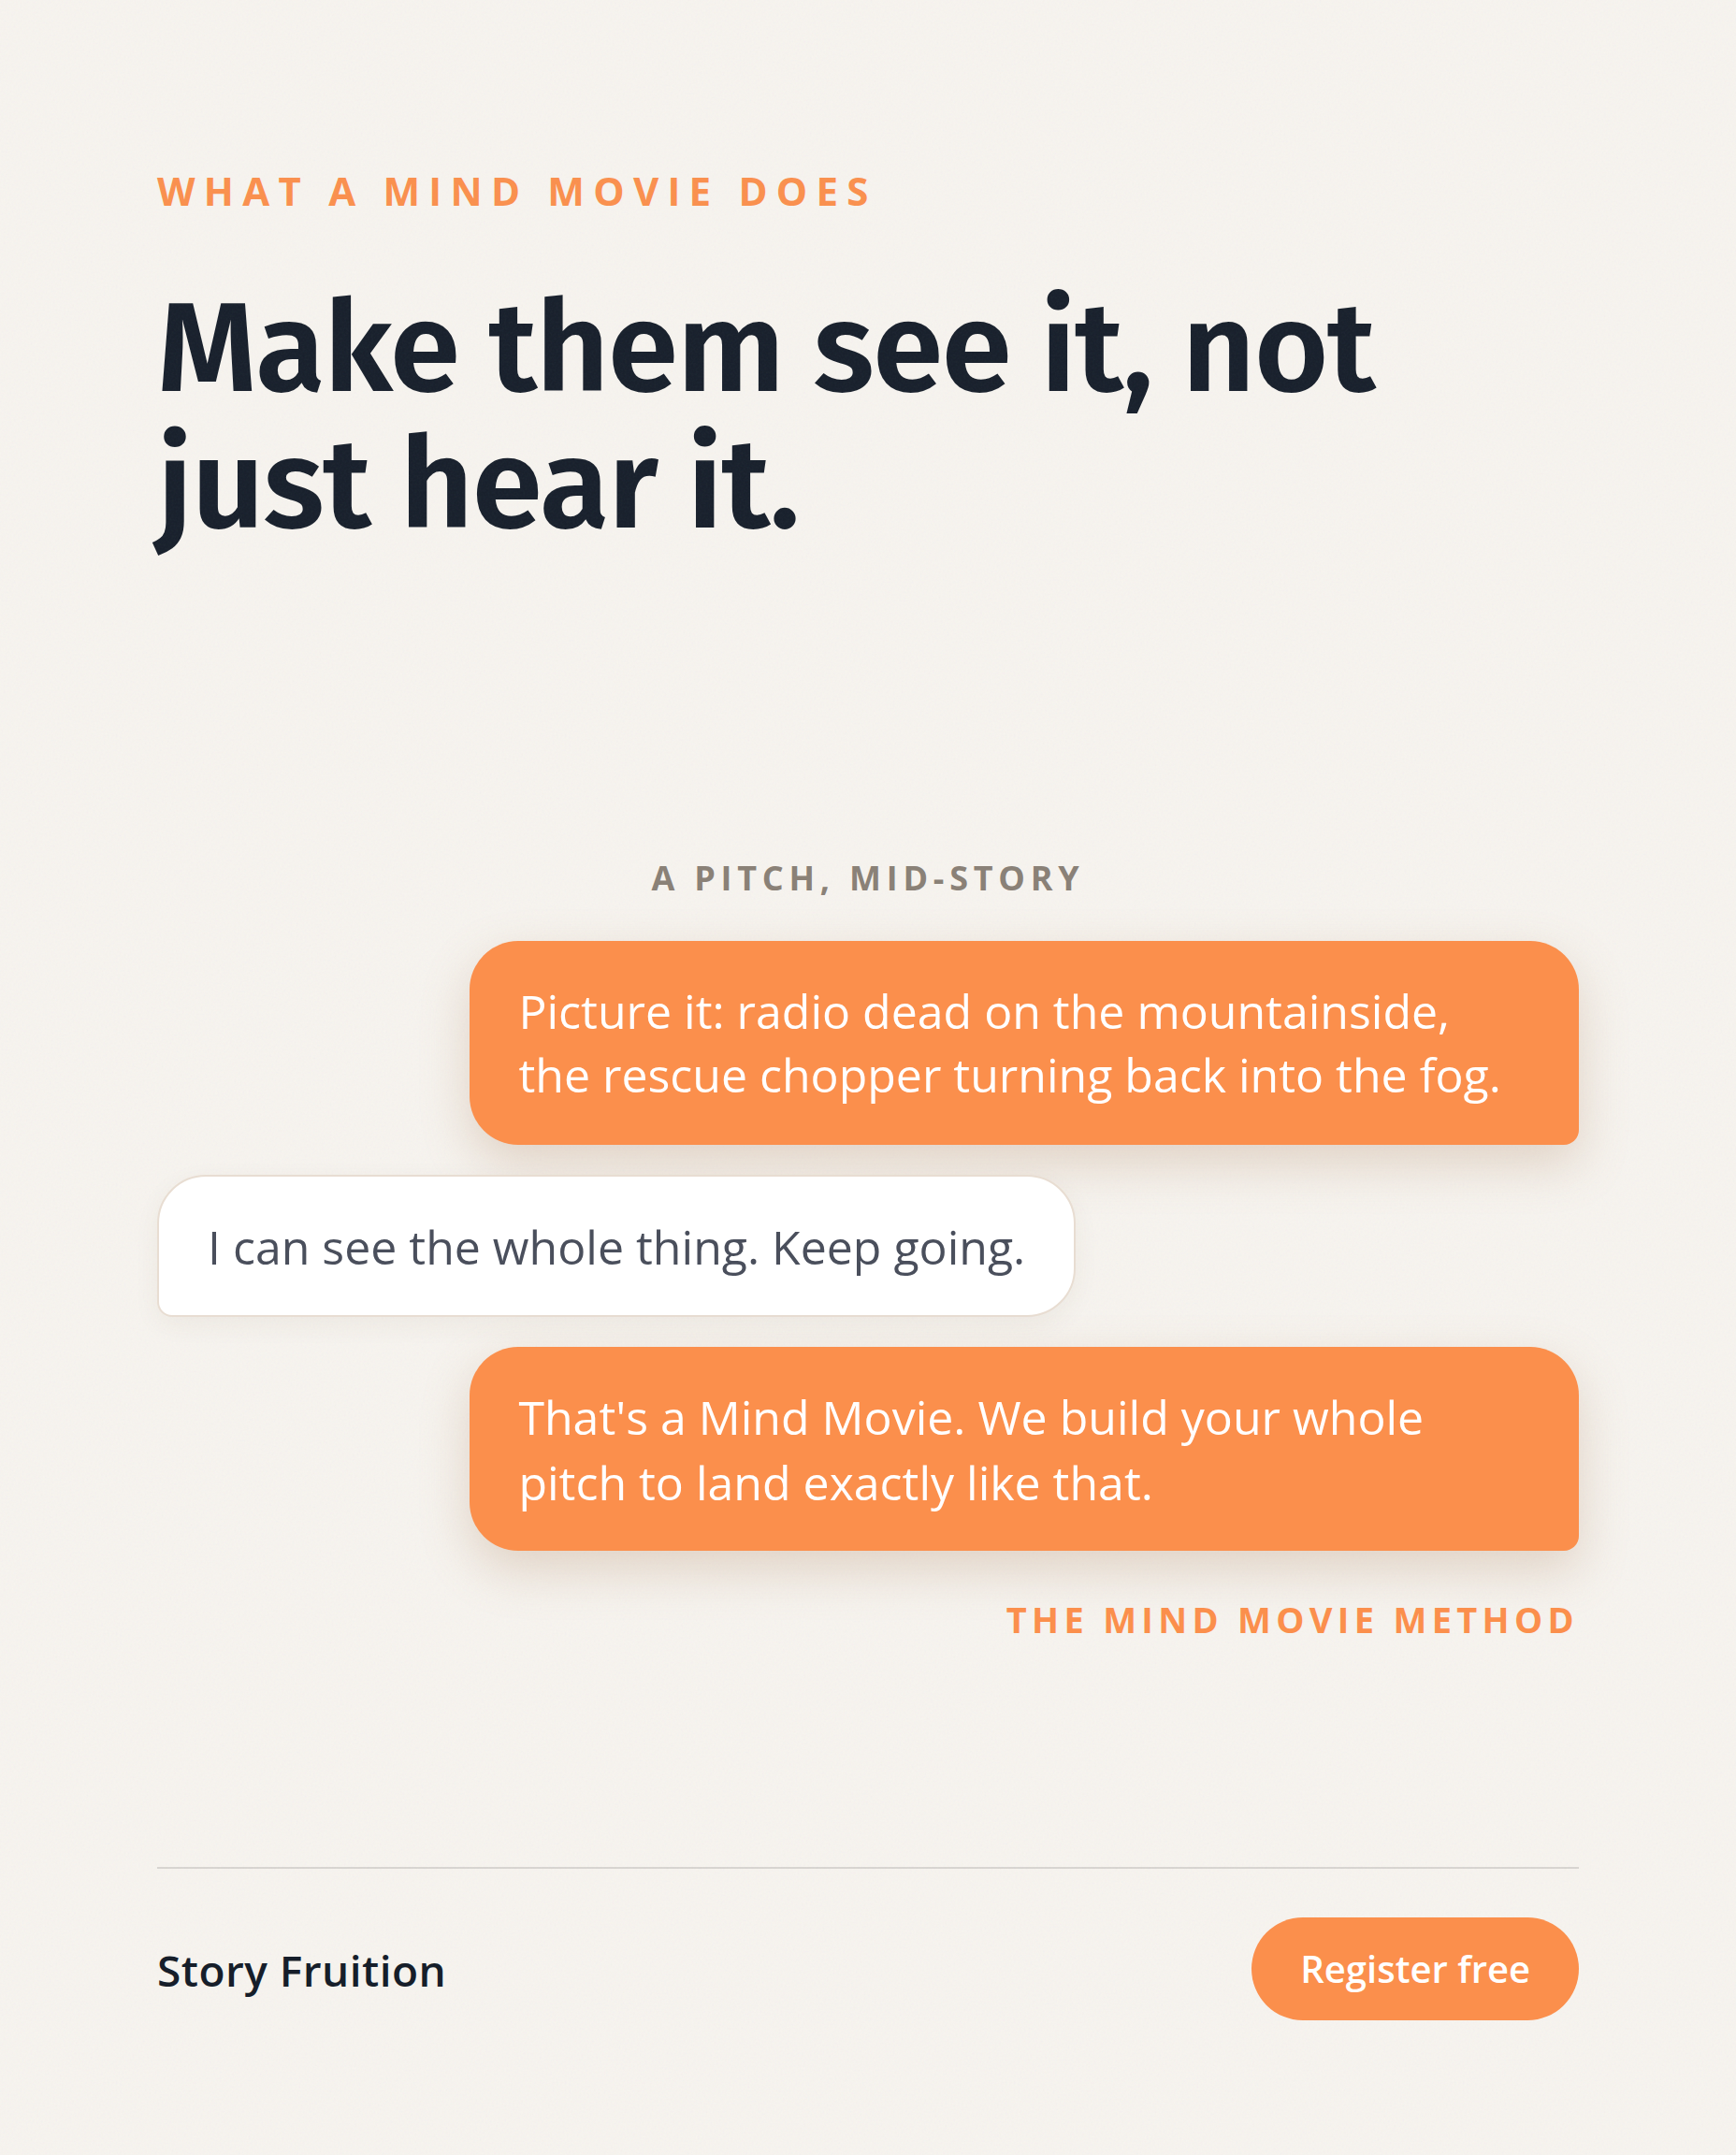 WHAT A MIND MOVIE DOES
Make them see it, not
just hear it.
A PITCH, MID-STORY
Picture it: radio dead on the mountainside,
the rescue chopper turning back into the fog.
I can see the whole thing. Keep going.
That's a Mind Movie. We build your whole
pitch to land exactly like that.
THE MIND MOVIE METHOD
Story Fruition
Register free